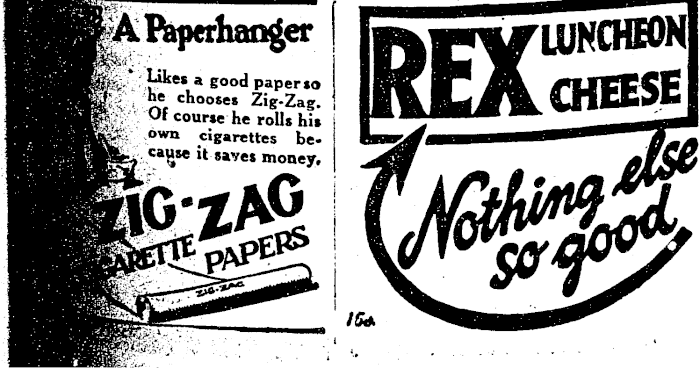 A Paperhanger
Likes a good paper so
he chooses Zig-Zag.
Of course he rolls his
own cigarettes be-
cause it saves money.
ZIG-ZAG
ARETTE PAPERS
ZIG-ZAG
REX LUNCHEON
CHEESE
Nothing else
so good